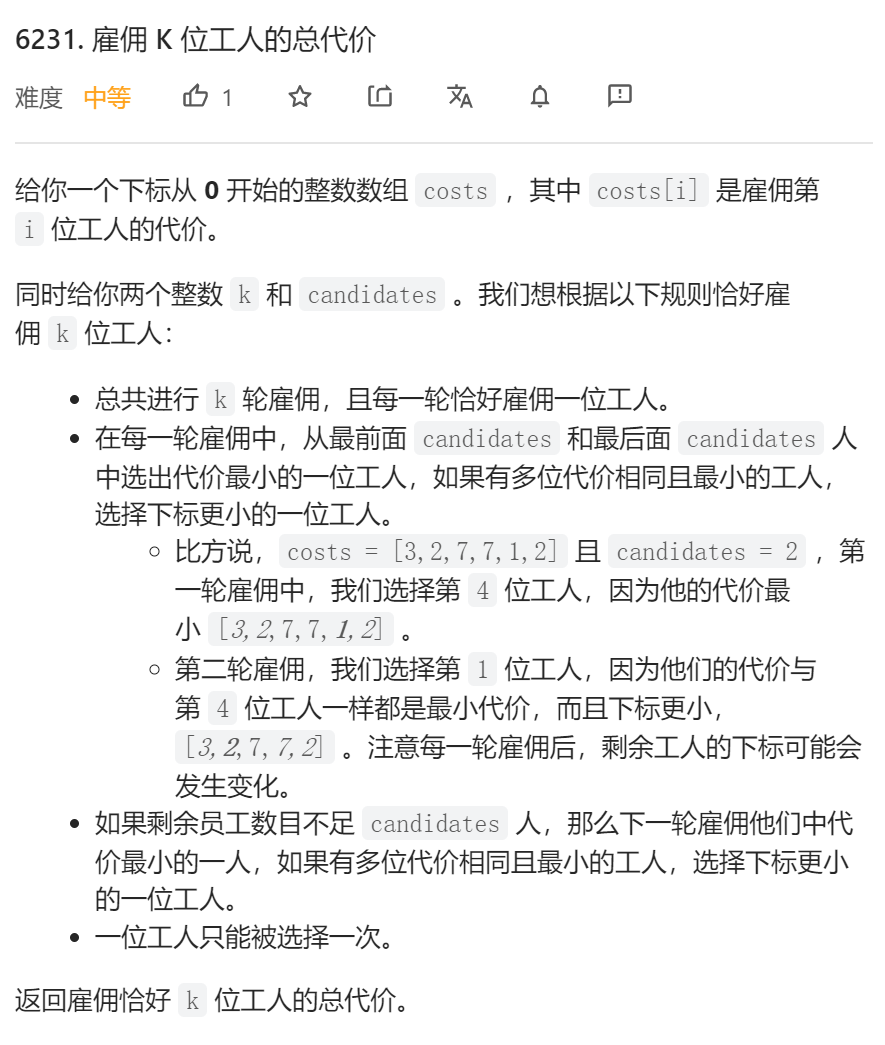 6231. 雇佣 K 位工人的总代价
难度 中等 1
给你一个下标从 0 开始的整数数组 costs ，其中 costs[i] 是雇佣第
i 位工人的代价。
同时给你两个整数 k 和 candidates 。我们想根据以下规则恰好雇
佣 k 位工人：
• 总共进行 k 轮雇佣，且每一轮恰好雇佣一位工人。
• 在每一轮雇佣中，从最前面 candidates 和最后面 candidates 人
中选出代价最小的一位工人，如果有多位代价相同且最小的工人，
选择下标更小的一位工人。
◦ 比方说，costs = [3,2,7,7,1,2] 且 candidates = 2 ，第
一轮雇佣中，我们选择第 4 位工人，因为他的代价最
小 [3,2,7,7,1,2] 。
◦ 第二轮雇佣，我们选择第 1 位工人，因为他们的代价与
第 4 位工人一样都是最小代价，而且下标更小，
[3,2,7,7,2] 。注意每一轮雇佣后，剩余工人的下标可能会
发生变化。
• 如果剩余员工数目不足 candidates 人，那么下一轮雇佣他们中代
价最小的一人，如果有多位代价相同且最小的工人，选择下标更小
的一位工人。
• 一位工人只能被选择一次。
返回雇佣恰好 k 位工人的总代价。